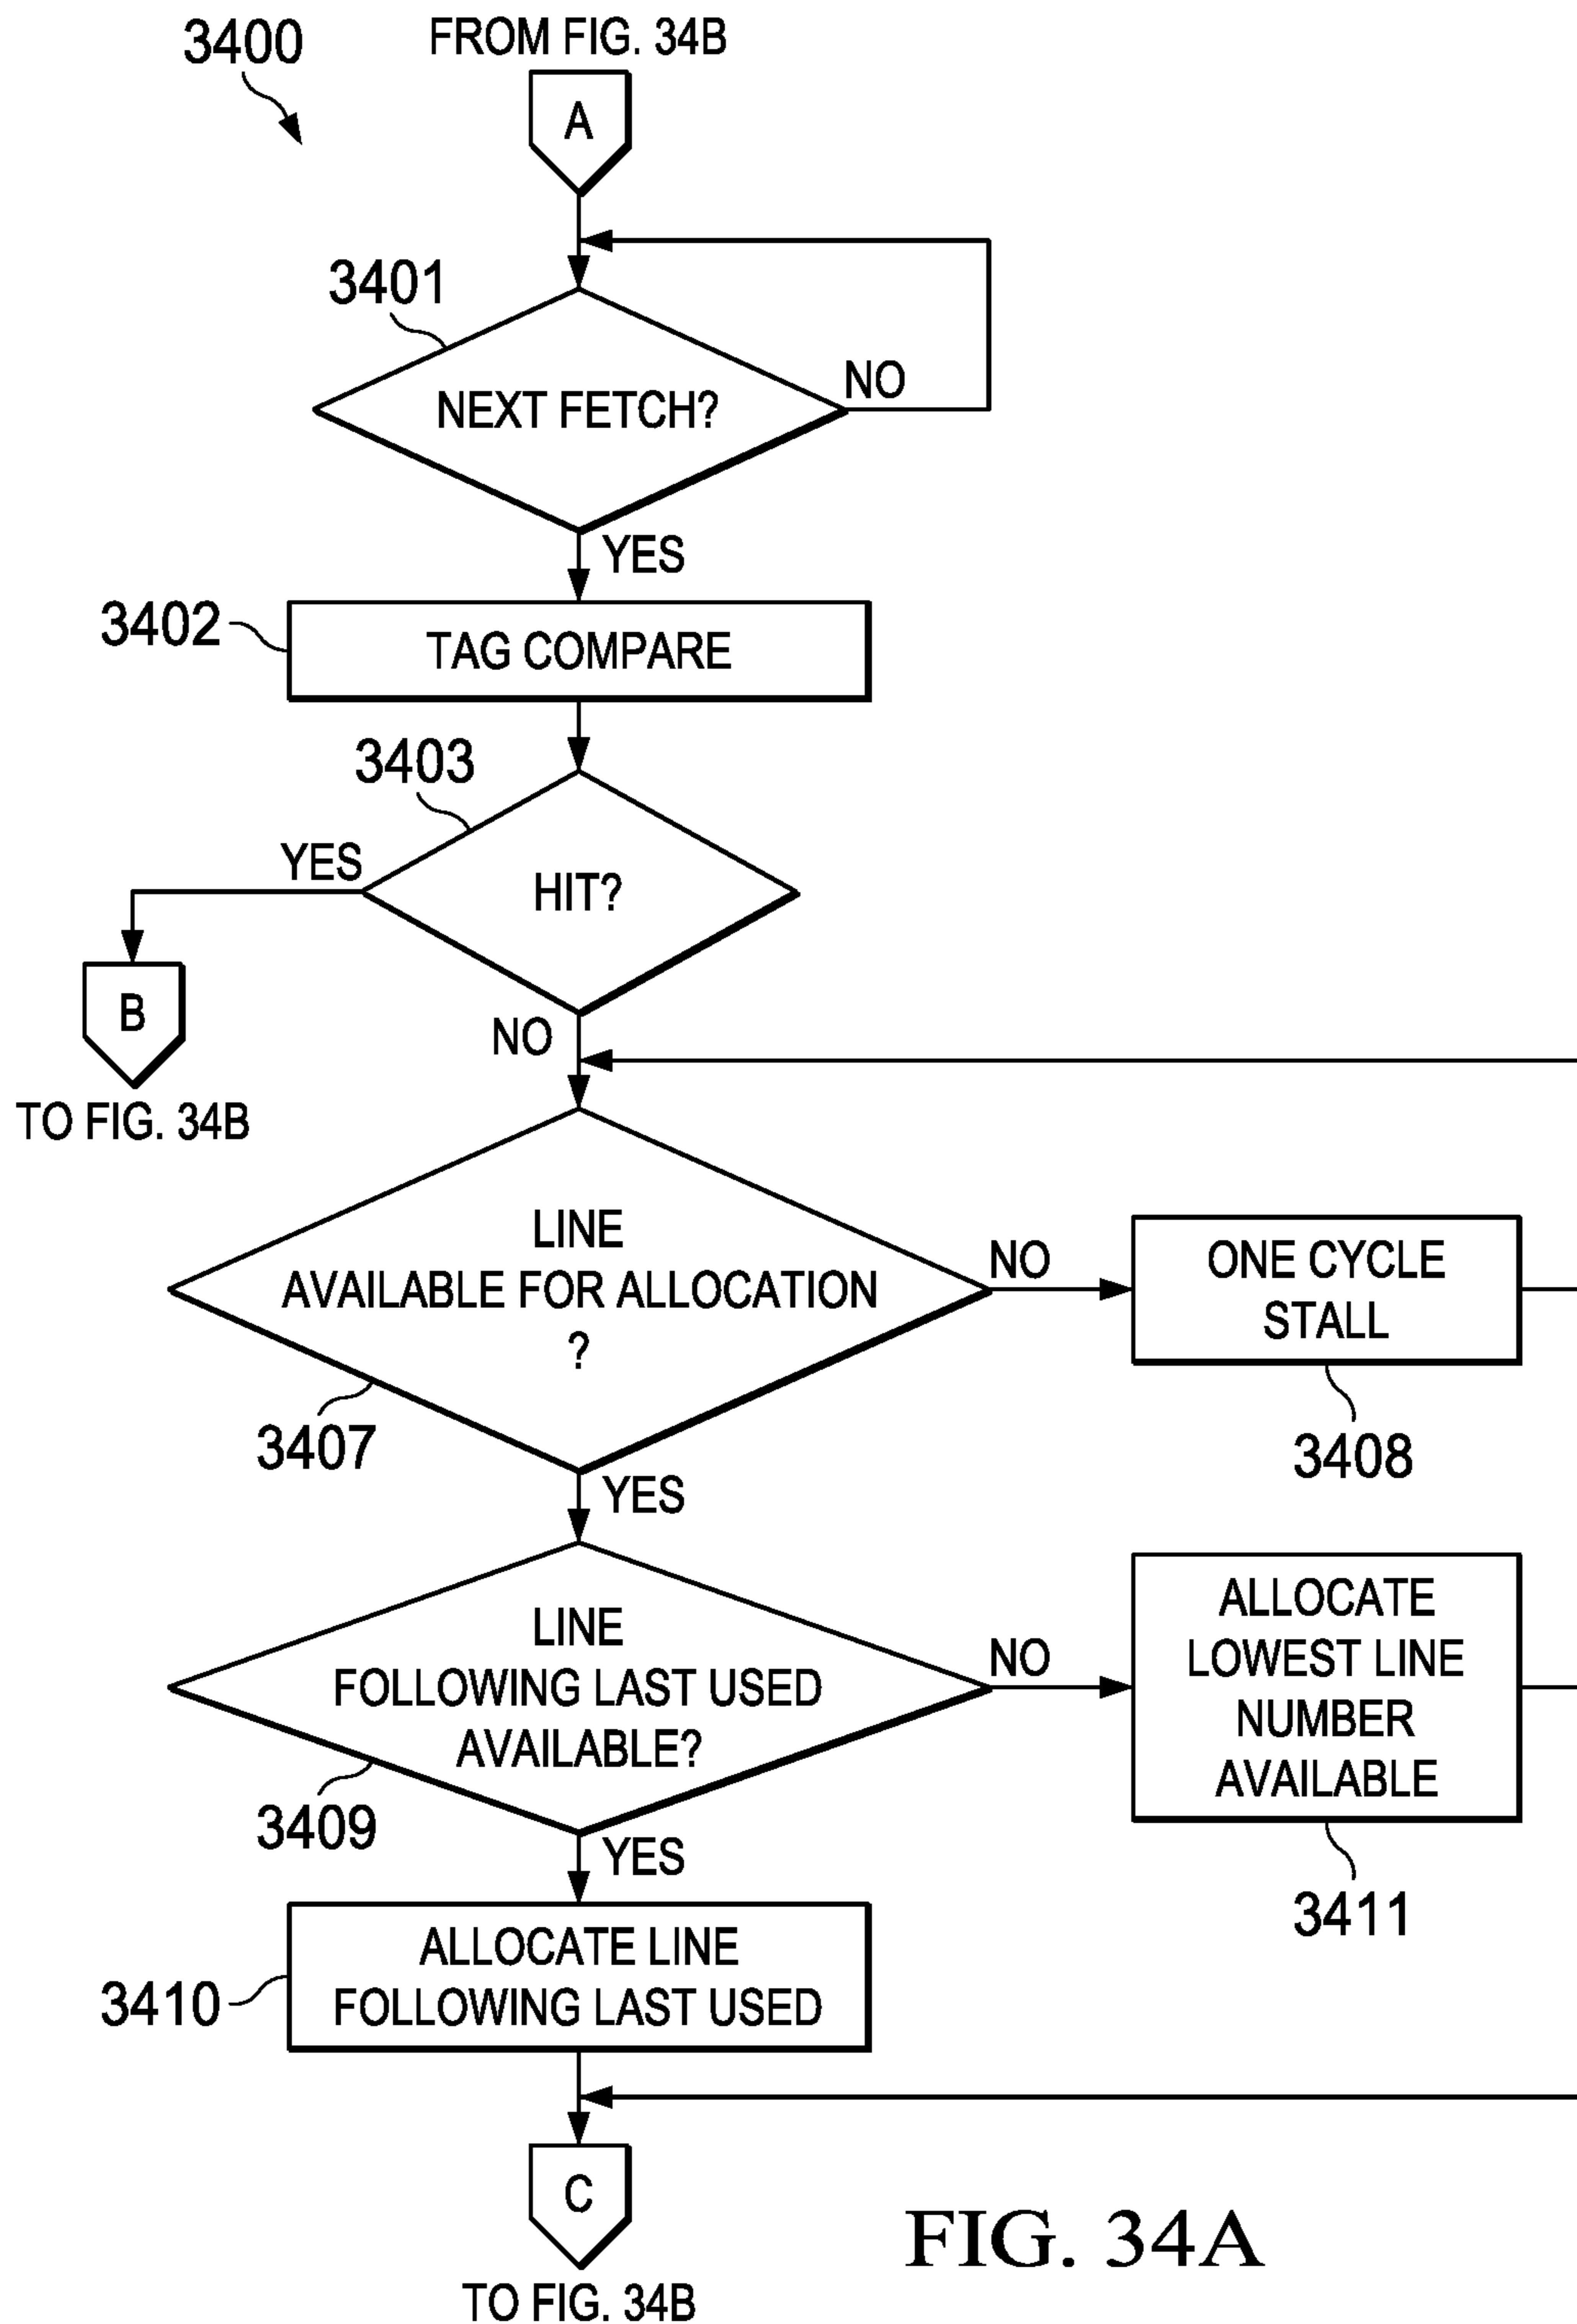 3400
FROM FIG. 34B
A
3401
NEXT FETCH?
NO
YES
3402
TAG COMPARE
3403
YES
HIT?
B
NO
TO FIG. 34B
LINE
AVAILABLE FOR ALLOCATION
?
NO
ONE CYCLE
STALL
3407
3408
YES
LINE
FOLLOWING LAST USED
AVAILABLE?
NO
ALLOCATE
LOWEST LINE
NUMBER
AVAILABLE
3409
YES
3411
ALLOCATE LINE
FOLLOWING LAST USED
3410
C
FIG. 34A
TO FIG. 34B